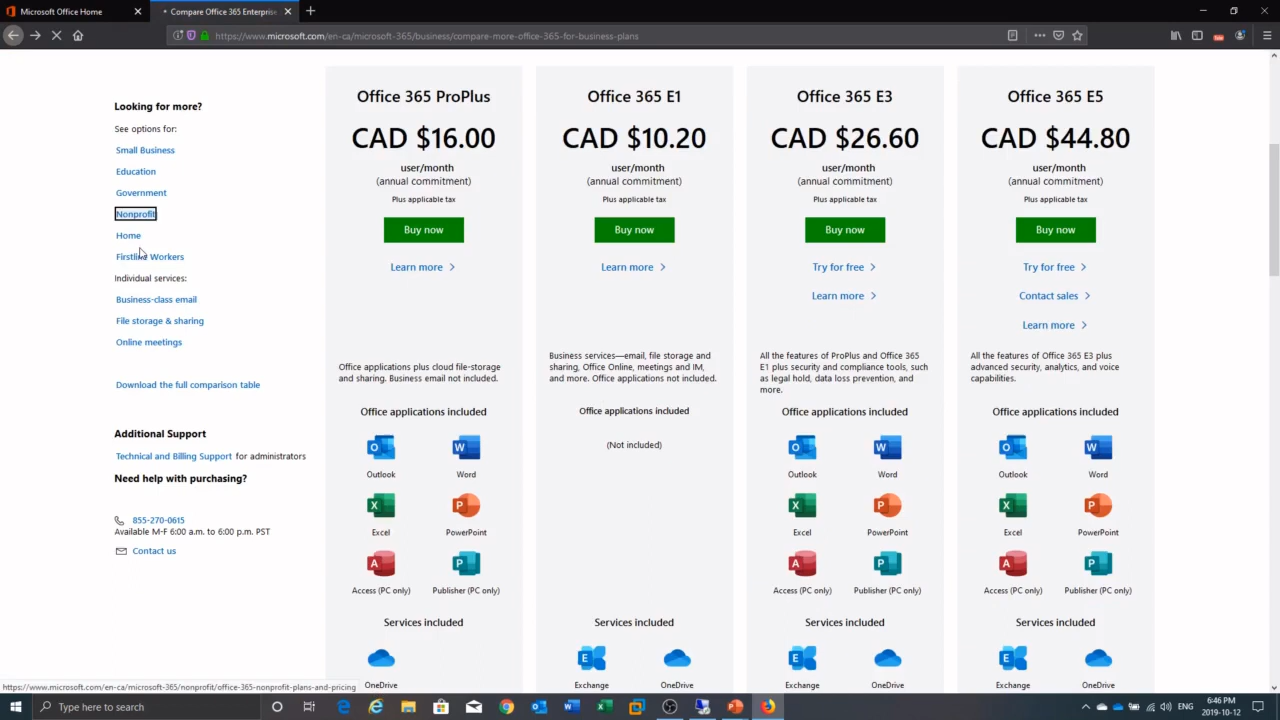 Microsoft Office Home
Compare Office 365 Enterprise
https://www.microsoft.com/en-ca/microsoft-365/business/compare-more-office-365-for-business-plans
Looking for more?
See options for:
Small Business
Education
Government
Nonprofit
Home
Firstline Workers
Individual services:
Business-class email
File storage & sharing
Online meetings
Download the full comparison table
Additional Support
Technical and Billing Support for administrators
Need help with purchasing?
855-270-0615
Available M-F 6:00 a.m. to 6:00 p.m. PST
Contact us
Office 365 ProPlus
CAD $16.00
user/month
(annual commitment)
Plus applicable tax
Buy now
Learn more
Office applications plus cloud file-storage
and sharing. Business email not included.
Office applications included
Outlook
Word
Excel
PowerPoint
Access (PC only)
Publisher (PC only)
Services included
OneDrive
Office 365 E1
CAD $10.20
user/month
(annual commitment)
Plus applicable tax
Buy now
Learn more
Business services—email, file storage and
sharing, Office Online, meetings and IM,
and more. Office applications not included.
Office applications included
(Not included)
Services included
Exchange
OneDrive
Office 365 E3
CAD $26.60
user/month
(annual commitment)
Plus applicable tax
Buy now
Try for free
Learn more
All the features of ProPlus and Office 365
E1 plus security and compliance tools, such
as legal hold, data loss prevention, and
more.
Office applications included
Outlook
Word
Excel
PowerPoint
Access (PC only)
Publisher (PC only)
Services included
Exchange
OneDrive
Office 365 E5
CAD $44.80
user/month
(annual commitment)
Plus applicable tax
Buy now
Try for free
Contact sales
Learn more
All the features of Office 365 E3 plus
advanced security, analytics, and voice
capabilities.
Office applications included
Outlook
Word
Excel
PowerPoint
Access (PC only)
Publisher (PC only)
Services included
Exchange
OneDrive
https://www.microsoft.com/en-ca/microsoft-365/nonprofit/office-365-nonprofit-plans-and-pricing
Type here to search
ENG
6:46 PM
2019-10-12